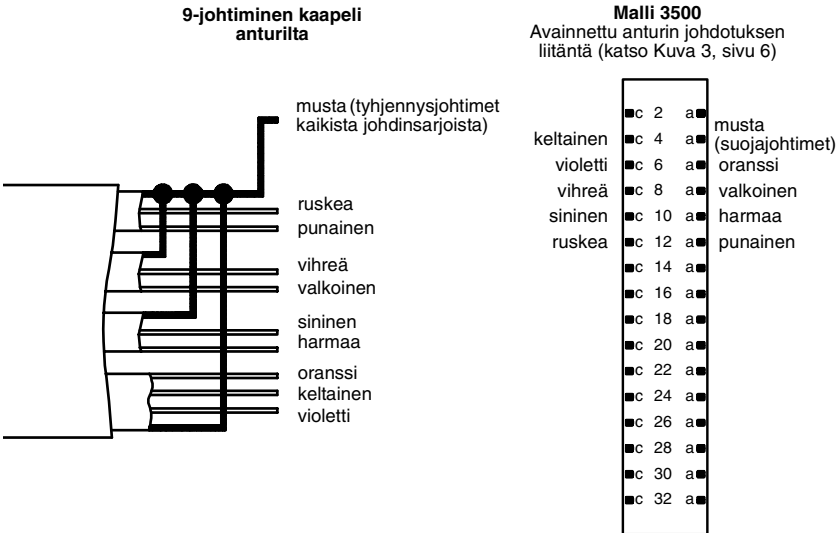 9-johtiminen kaapeli
anturilta
musta (tyhjennysjohtimet
kaikista johdinsarjoista)
ruskea
punainen
vihreä
valkoinen
sininen
harmaa
oranssi
keltainen
violetti
Malli 3500
Avainnettu anturin johdotuksen
liitäntä (katso Kuva 3, sivu 6)
c 2 a
musta
(suojajohtimet)
keltainen c 4 a
violetti c 6 a oranssi
vihreä c 8 a valkoinen
sininen c 10 a harmaa
ruskea c 12 a punainen
c 14 a
c 16 a
c 18 a
c 20 a
c 22 a
c 24 a
c 26 a
c 28 a
c 30 a
c 32 a